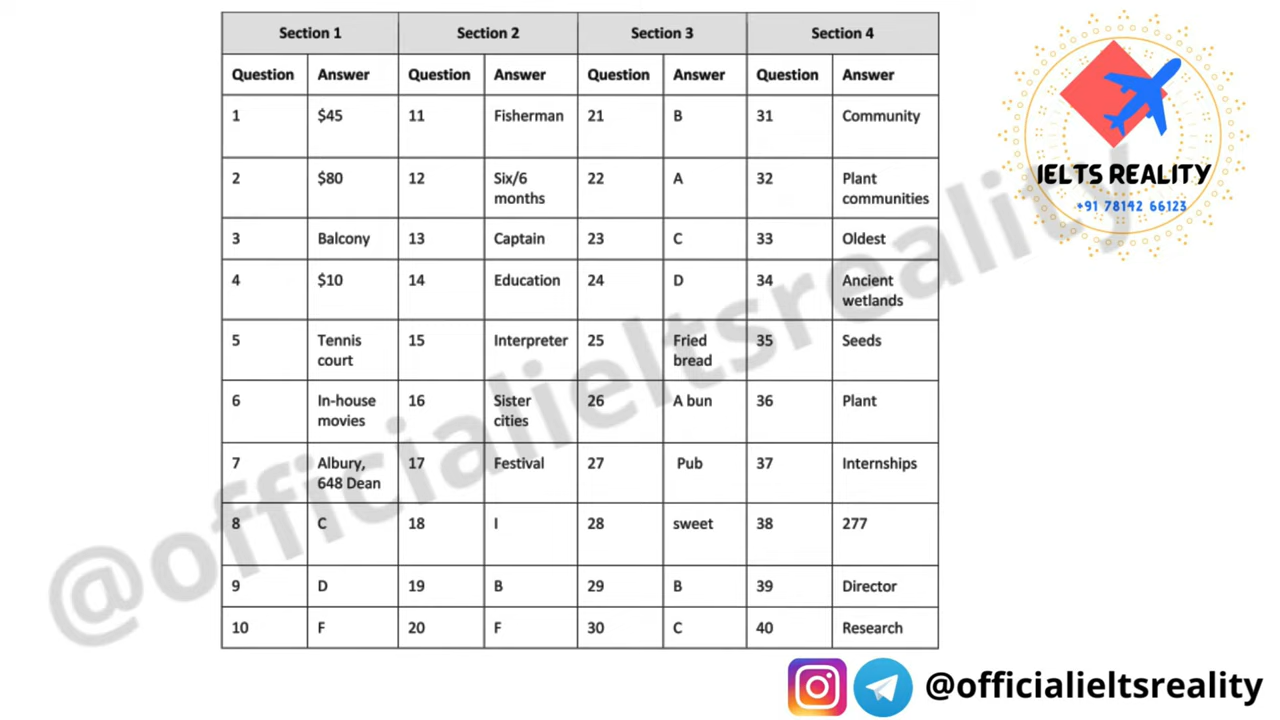 Section 1 Section 2 Section 3 Section 4
Question Answer Question Answer Question Answer Question Answer
1 $45 11 Fisherman 21 B 31 Community
2 $80 12 Six/6 months 22 A 32 Plant communities
3 Balcony 13 Captain 23 C 33 Oldest
4 $10 14 Education 24 D 34 Ancient wetlands
5 Tennis court 15 Interpreter 25 Fried bread 35 Seeds
6 In-house movies 16 Sister cities 26 A bun 36 Plant
7 Albury, 648 Dean 17 Festival 27 Pub 37 Internships
8 C 18 I 28 sweet 38 277
9 D 19 B 29 B 39 Director
10 F 20 F 30 C 40 Research
IELTS REALITY
+91 78142 66123
@officialieltsreality
@officialieltsreality